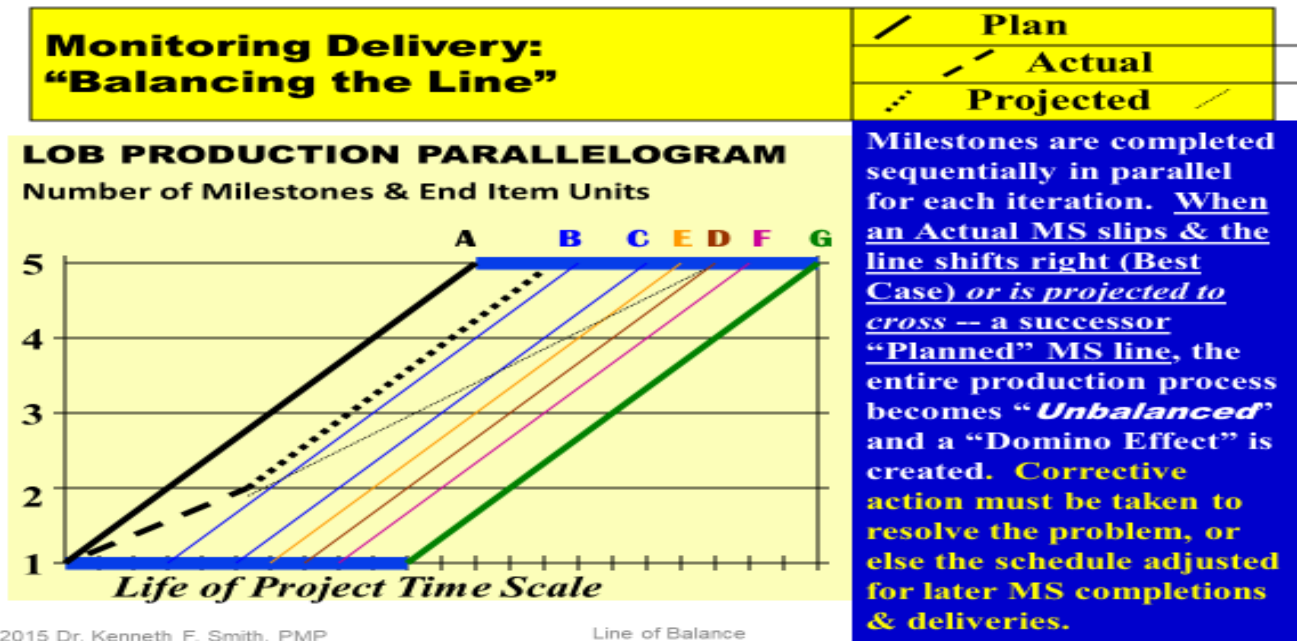 Monitoring Delivery:
“Balancing the Line”
Plan
Actual
Projected
LOB PRODUCTION PARALLELOGRAM
Number of Milestones & End Item Units
A B C E D F G
5
4
3
2
1
Life of Project Time Scale
Milestones are completed
sequentially in parallel
for each iteration. When
an Actual MS slips & the
line shifts right (Best
Case) or is projected to
cross -- a successor
“Planned” MS line, the
entire production process
becomes “Unbalanced”
and a “Domino Effect” is
created. Corrective
action must be taken to
resolve the problem, or
else the schedule adjusted
for later MS completions
& deliveries.
2015 Dr. Kenneth F. Smith, PMP
Line of Balance